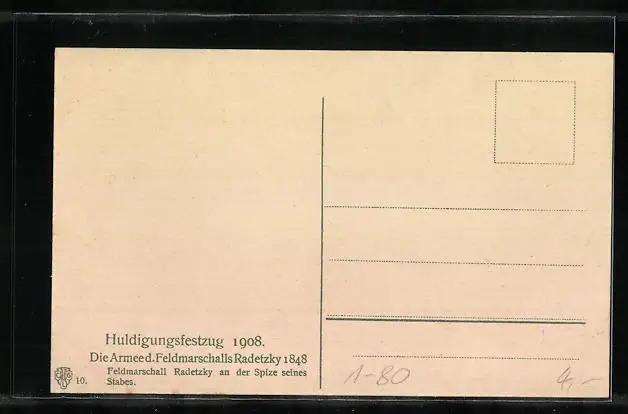 Huldigungsfestzug 1908.
Die Armee d. Feldmarschalls Radetzky 1848
Feldmarschall Radetzky an der Spize seines
Stabes.
10.
1-80
4,-